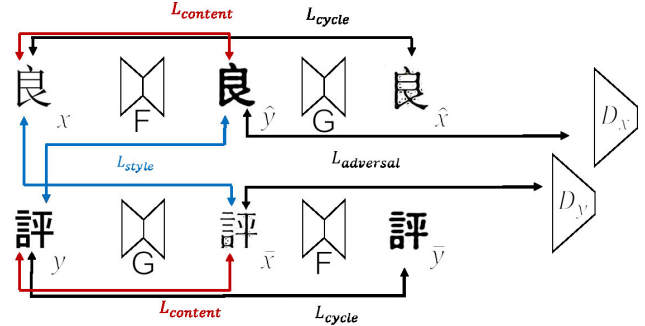 L_content L_cycle
良 良 良
x F ŷ G x̂ D_x
L_style L_adversal
評 評 評 D_y
y G x̄ F ȳ
L_content L_cycle